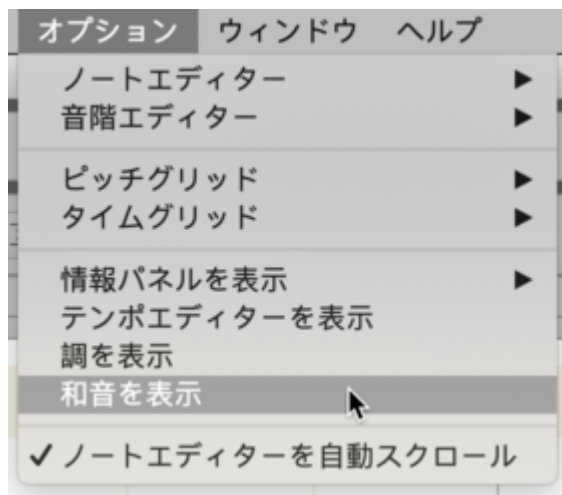 オプション ウィンドウ ヘルプ
ノートエディター ▶
音階エディター ▶
ピッチグリッド ▶
タイムグリッド ▶
情報パネルを表示 ▶
テンポエディターを表示
調を表示
和音を表示
✓ ノートエディターを自動スクロール